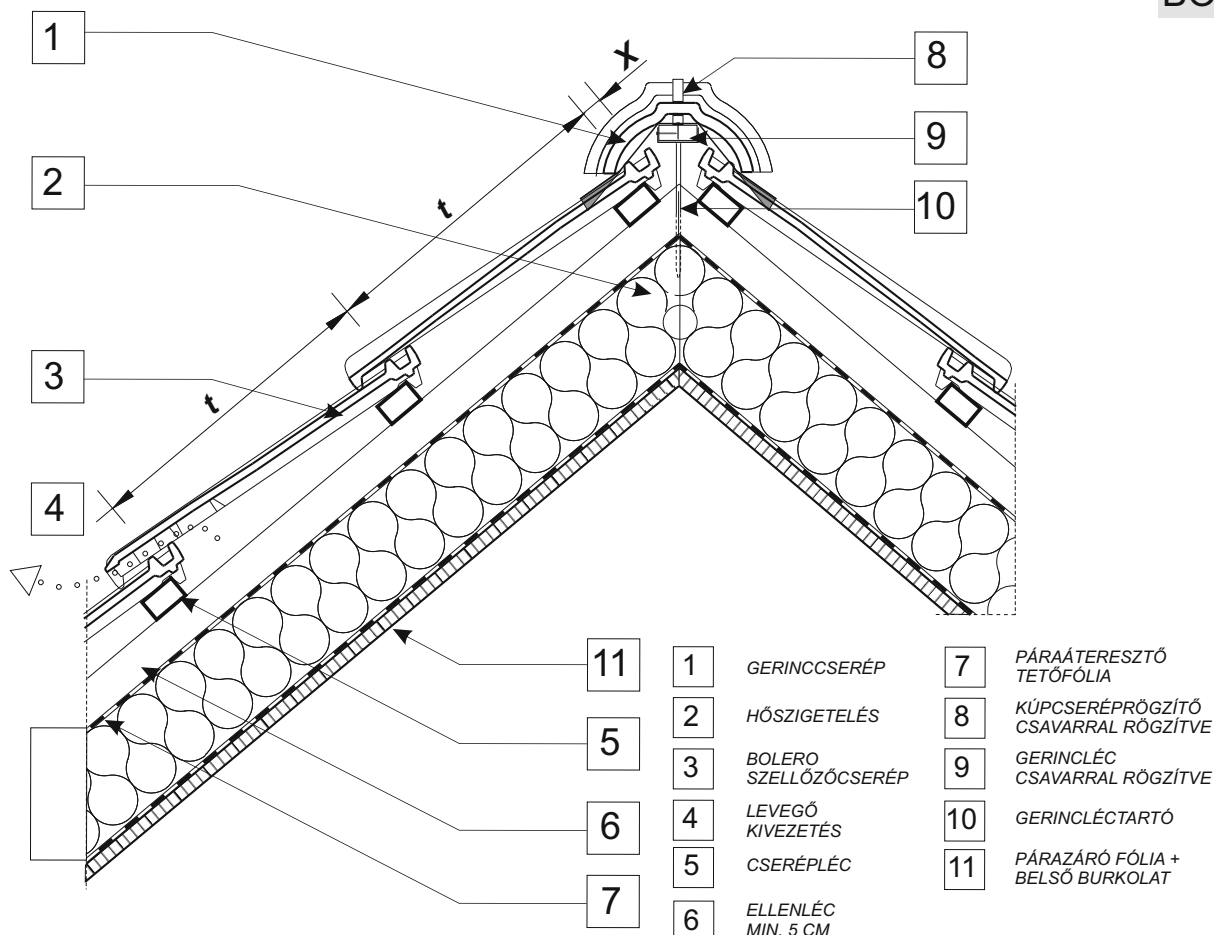 1
X
8
9
2
t
10
3
t
4
11
5
6
7
1 GERINCCSERÉP
2 HŐSZIGETELÉS
3 BOLERO
SZELLŐZŐCSERÉP
4 LEVEGŐ
KIVEZETÉS
5 CSERÉPLÉC
6 ELLENLÉC
MIN. 5 CM
7 PÁRAÁTERESZTŐ
TETŐFÓLIA
8 KÚPCSERÉPRÖGZÍTŐ
CSAVARRAL RÖGZÍTVE
9 GERINCLÉC
CSAVARRAL RÖGZÍTVE
10 GERINCLÉCTARTÓ
11 PÁRAZÁRÓ FÓLIA +
BELSŐ BURKOLAT